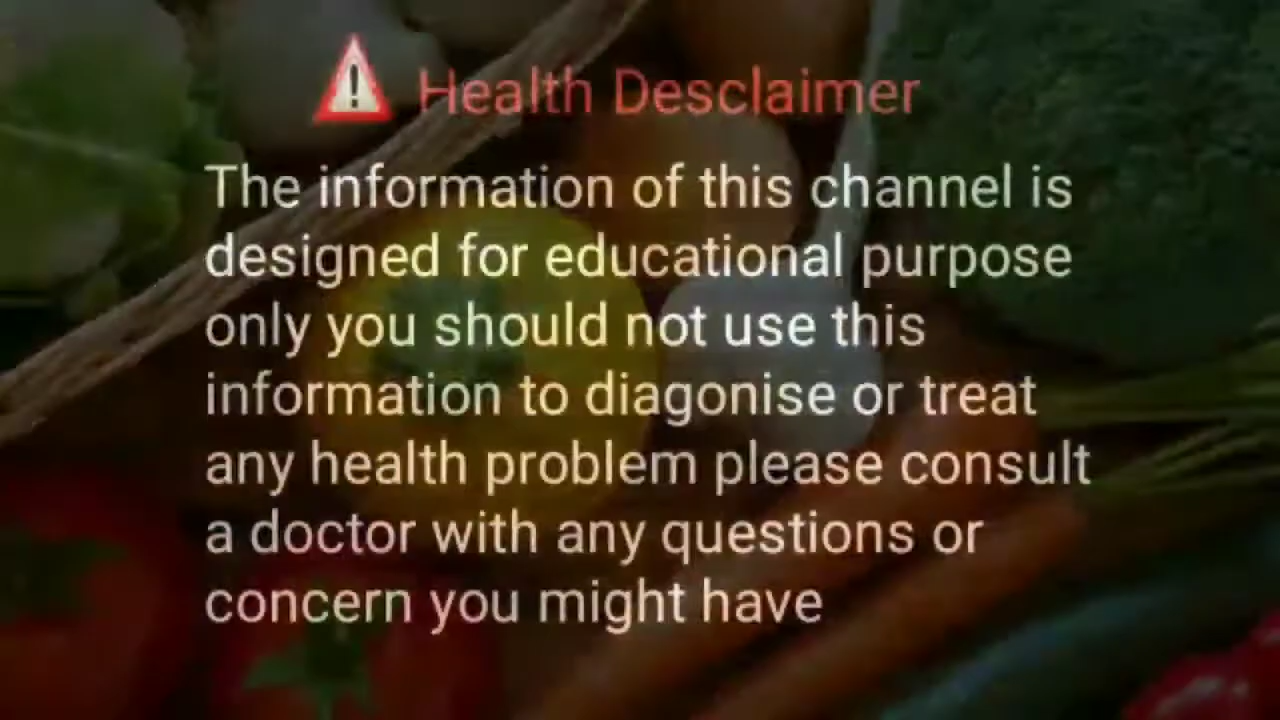 Health Desclaimer
The information of this channel is
designed for educational purpose
only you should not use this
information to diagonise or treat
any health problem please consult
a doctor with any questions or
concern you might have